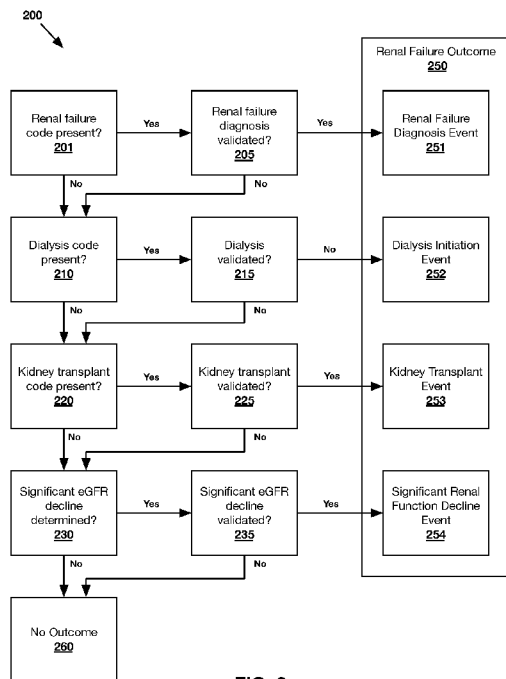 200
Renal Failure Outcome
250
Renal failure
code present?
201
Yes
Renal failure
diagnosis
validated?
205
Yes
Renal Failure
Diagnosis Event
251
No
No
Dialysis code
present?
210
Yes
Dialysis
validated?
215
No
Dialysis Initiation
Event
252
No
No
Kidney transplant
code present?
220
Yes
Kidney transplant
validated?
225
Yes
Kidney Transplant
Event
253
No
No
Significant eGFR
decline
determined?
230
Yes
Significant eGFR
decline
validated?
235
Yes
Significant Renal
Function Decline
Event
254
No
No
No Outcome
260